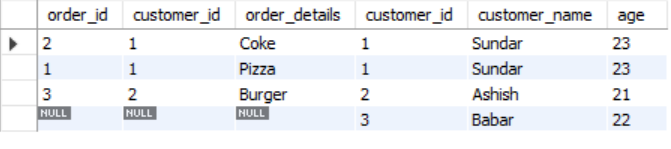 order_id customer_id order_details customer_id customer_name age
2 1 Coke 1 Sundar 23
1 1 Pizza 1 Sundar 23
3 2 Burger 2 Ashish 21
NULL NULL NULL 3 Babar 22